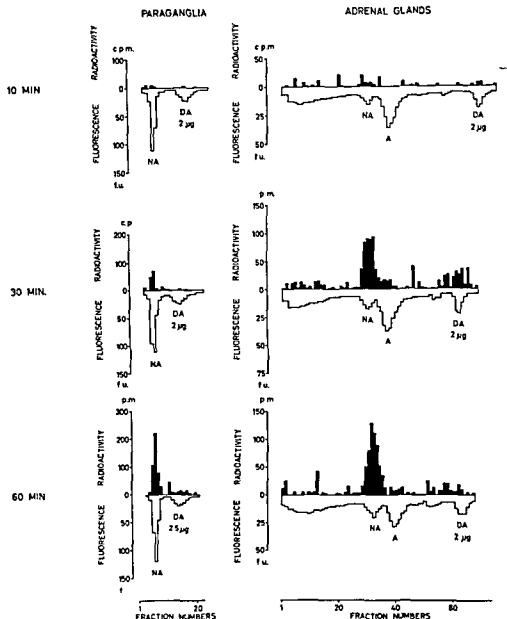 PARAGANGLIA
ADRENAL GLANDS
10 MIN
RADIOACTIVITY
FLUORESCENCE
c.p.m.
100
50
0
50
100
150
f.u.
NA
DA
2 µg
RADIOACTIVITY
FLUORESCENCE
c.p.m.
50
0
25
50
f.u.
NA
A
DA
2 µg
30 MIN.
RADIOACTIVITY
FLUORESCENCE
c.p
200
100
0
50
100
150
f.u.
NA
DA
2 µg
RADIOACTIVITY
FLUORESCENCE
p.m.
150
100
50
0
25
50
75
f.u.
NA
A
DA
2 µg
60 MIN
RADIOACTIVITY
FLUORESCENCE
p.m
300
200
100
0
50
100
150
f
NA
DA
2 5 µg
1 20
FRACTION NUMBERS
RADIOACTIVITY
FLUORESCENCE
p.m
150
100
50
0
25
50
f.u.
NA
A
DA
2 µg
1 20 40 60
FRACTION NUMBERS